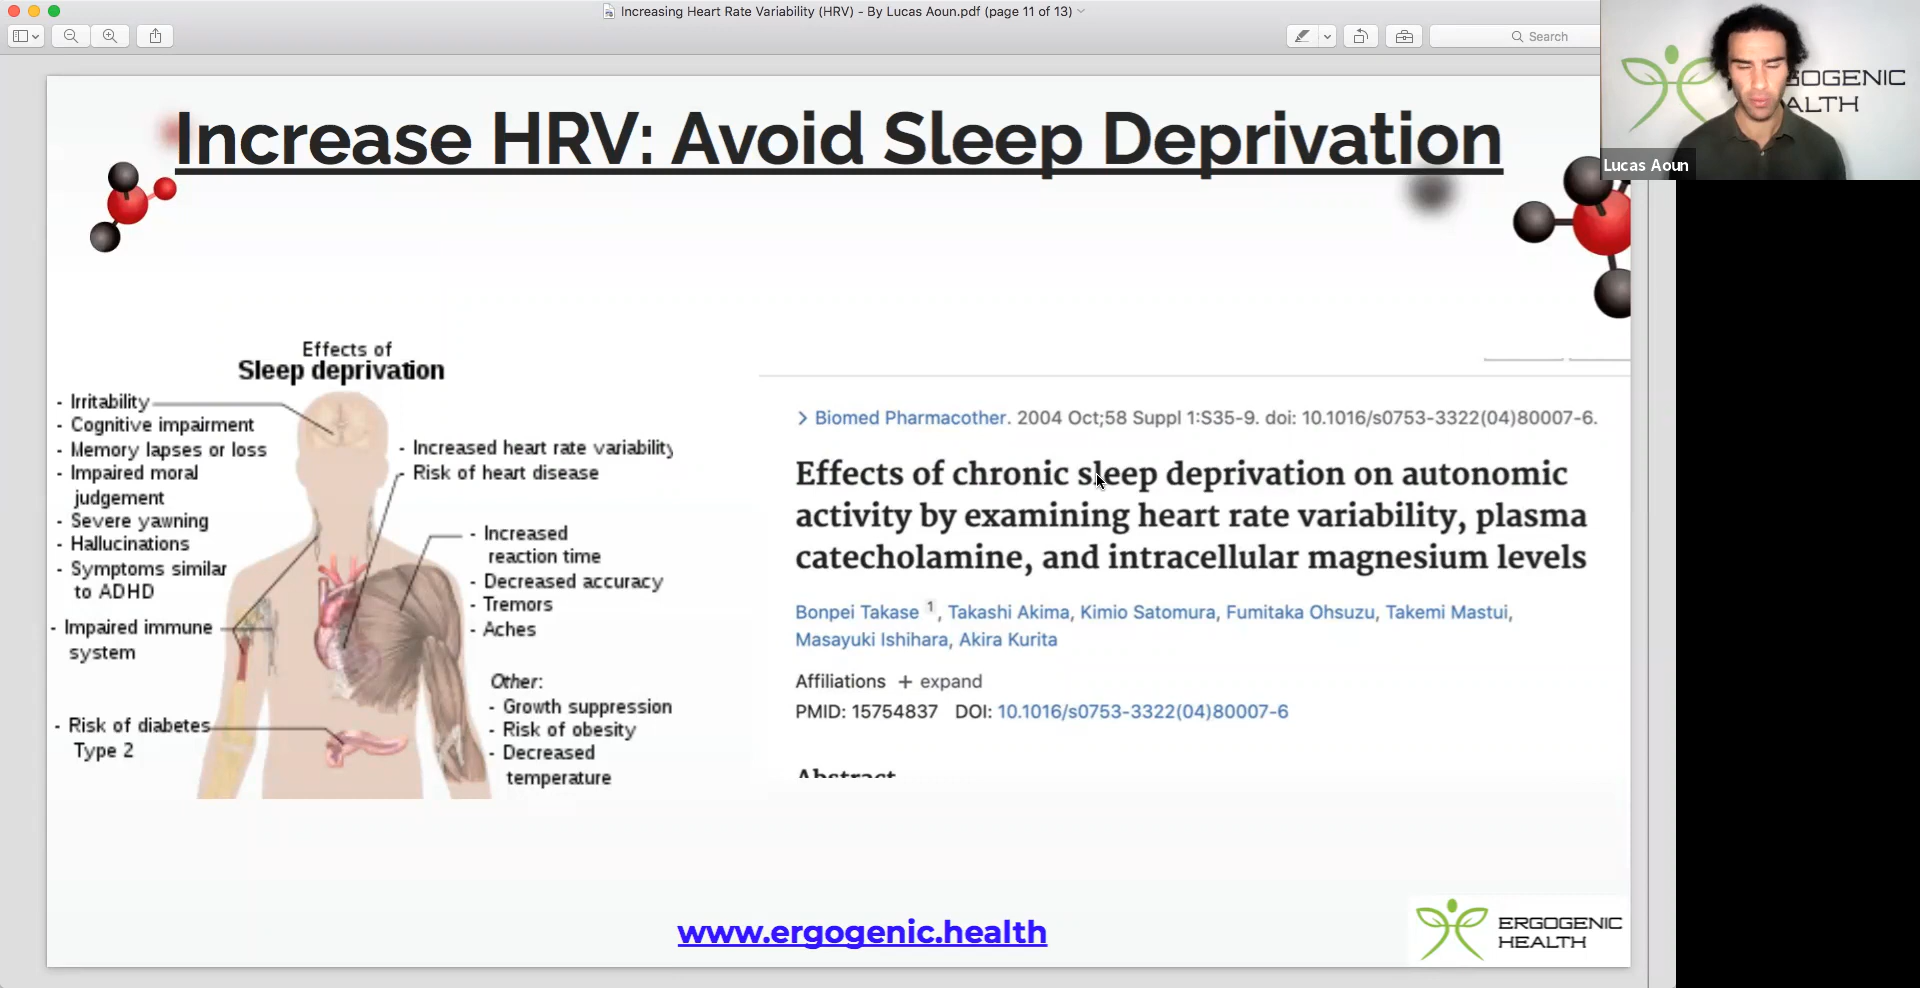 Increasing Heart Rate Variability (HRV) - By Lucas Aoun.pdf (page 11 of 13)
Search
ERGOGENIC
HEALTH
Lucas Aoun
Increase HRV: Avoid Sleep Deprivation
Effects of
Sleep deprivation
- Irritability
- Cognitive impairment
- Memory lapses or loss
- Impaired moral
judgement
- Severe yawning
- Hallucinations
- Symptoms similar
to ADHD
- Impaired immune
system
- Risk of diabetes
Type 2
- Increased heart rate variability
- Risk of heart disease
- Increased
reaction time
- Decreased accuracy
- Tremors
- Aches
Other:
- Growth suppression
- Risk of obesity
- Decreased
temperature
> Biomed Pharmacother. 2004 Oct;58 Suppl 1:S35-9. doi: 10.1016/s0753-3322(04)80007-6.
Effects of chronic sleep deprivation on autonomic
activity by examining heart rate variability, plasma
catecholamine, and intracellular magnesium levels
Bonpei Takase 1, Takashi Akima, Kimio Satomura, Fumitaka Ohsuzu, Takemi Mastui,
Masayuki Ishihara, Akira Kurita
Affiliations + expand
PMID: 15754837 DOI: 10.1016/s0753-3322(04)80007-6
Abstract
www.ergogenic.health
ERGOGENIC
HEALTH